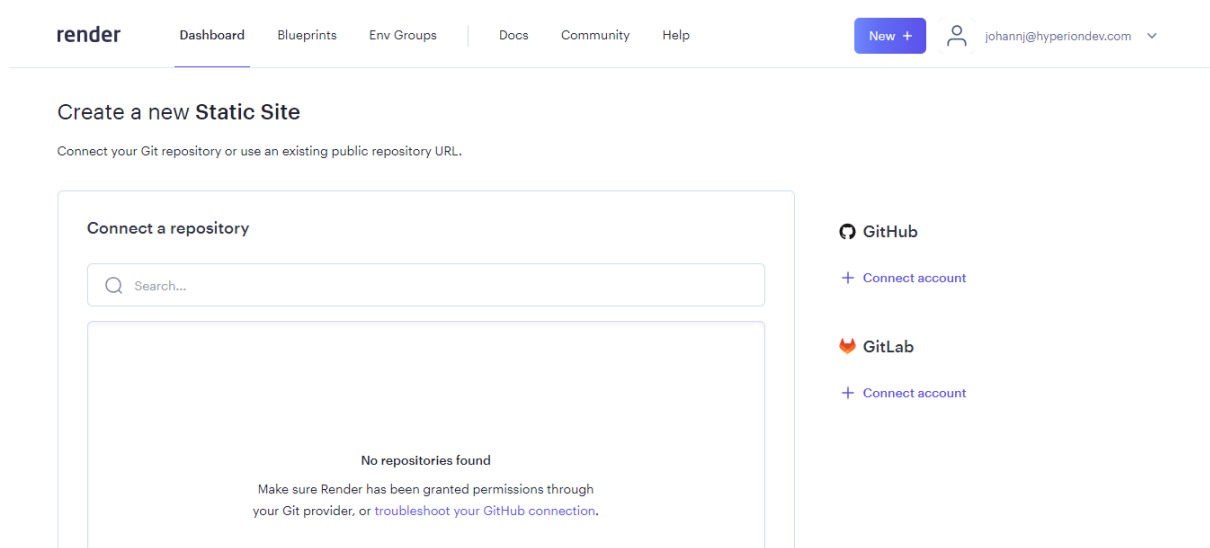 render Dashboard Blueprints Env Groups Docs Community Help New + johannj@hyperiondev.com
Create a new Static Site
Connect your Git repository or use an existing public repository URL.
Connect a repository
Search...
No repositories found
Make sure Render has been granted permissions through
your Git provider, or troubleshoot your GitHub connection.
GitHub
+ Connect account
GitLab
+ Connect account